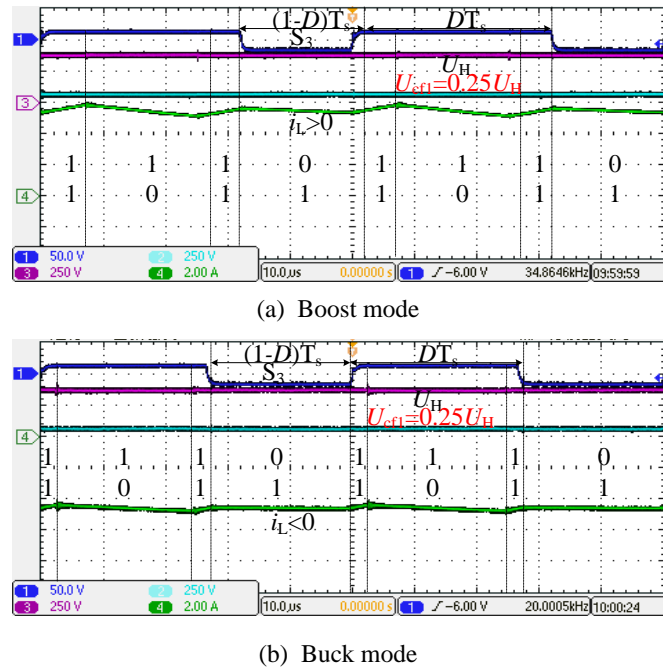 (1-D)Ts DTs
1 S3
UH
3 Ucf1=0.25UH
iL>0
1 1 1 0 1 1 1 0
4 1 0 1 1 1 0 1 1
1 50.0 V 2 250 V
3 250 V 4 2.00 A 10.0µs 0.00000 s 1 -6.00 V 34.8646kHz 09:59:59
(a) Boost mode
(1-D)Ts DTs
1 S3
UH
4 Ucf1=0.25UH
1 1 1 0 1 1 1 0
1 0 1 1 1 0 1 1
iL<0
1 50.0 V 2 250 V
3 250 V 4 2.00 A 10.0µs 0.00000 s 1 -6.00 V 20.0005kHz 10:00:24
(b) Buck mode